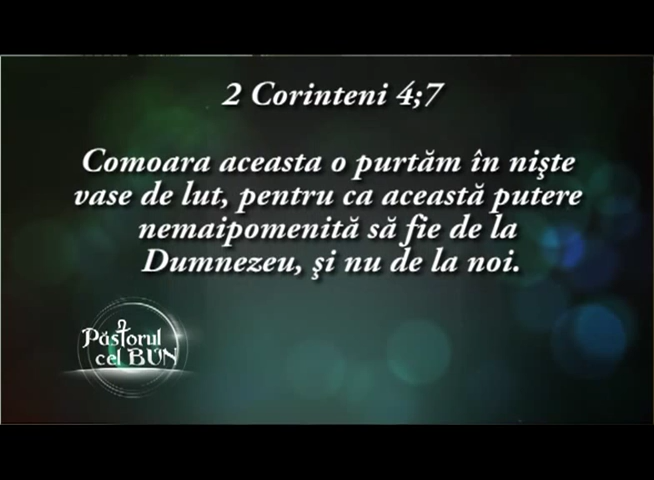 2 Corinteni 4;7
Comoara aceasta o purtăm în nişte
vase de lut, pentru ca această putere
nemaipomenită să fie de la
Dumnezeu, şi nu de la noi.
Păstorul
cel BUN